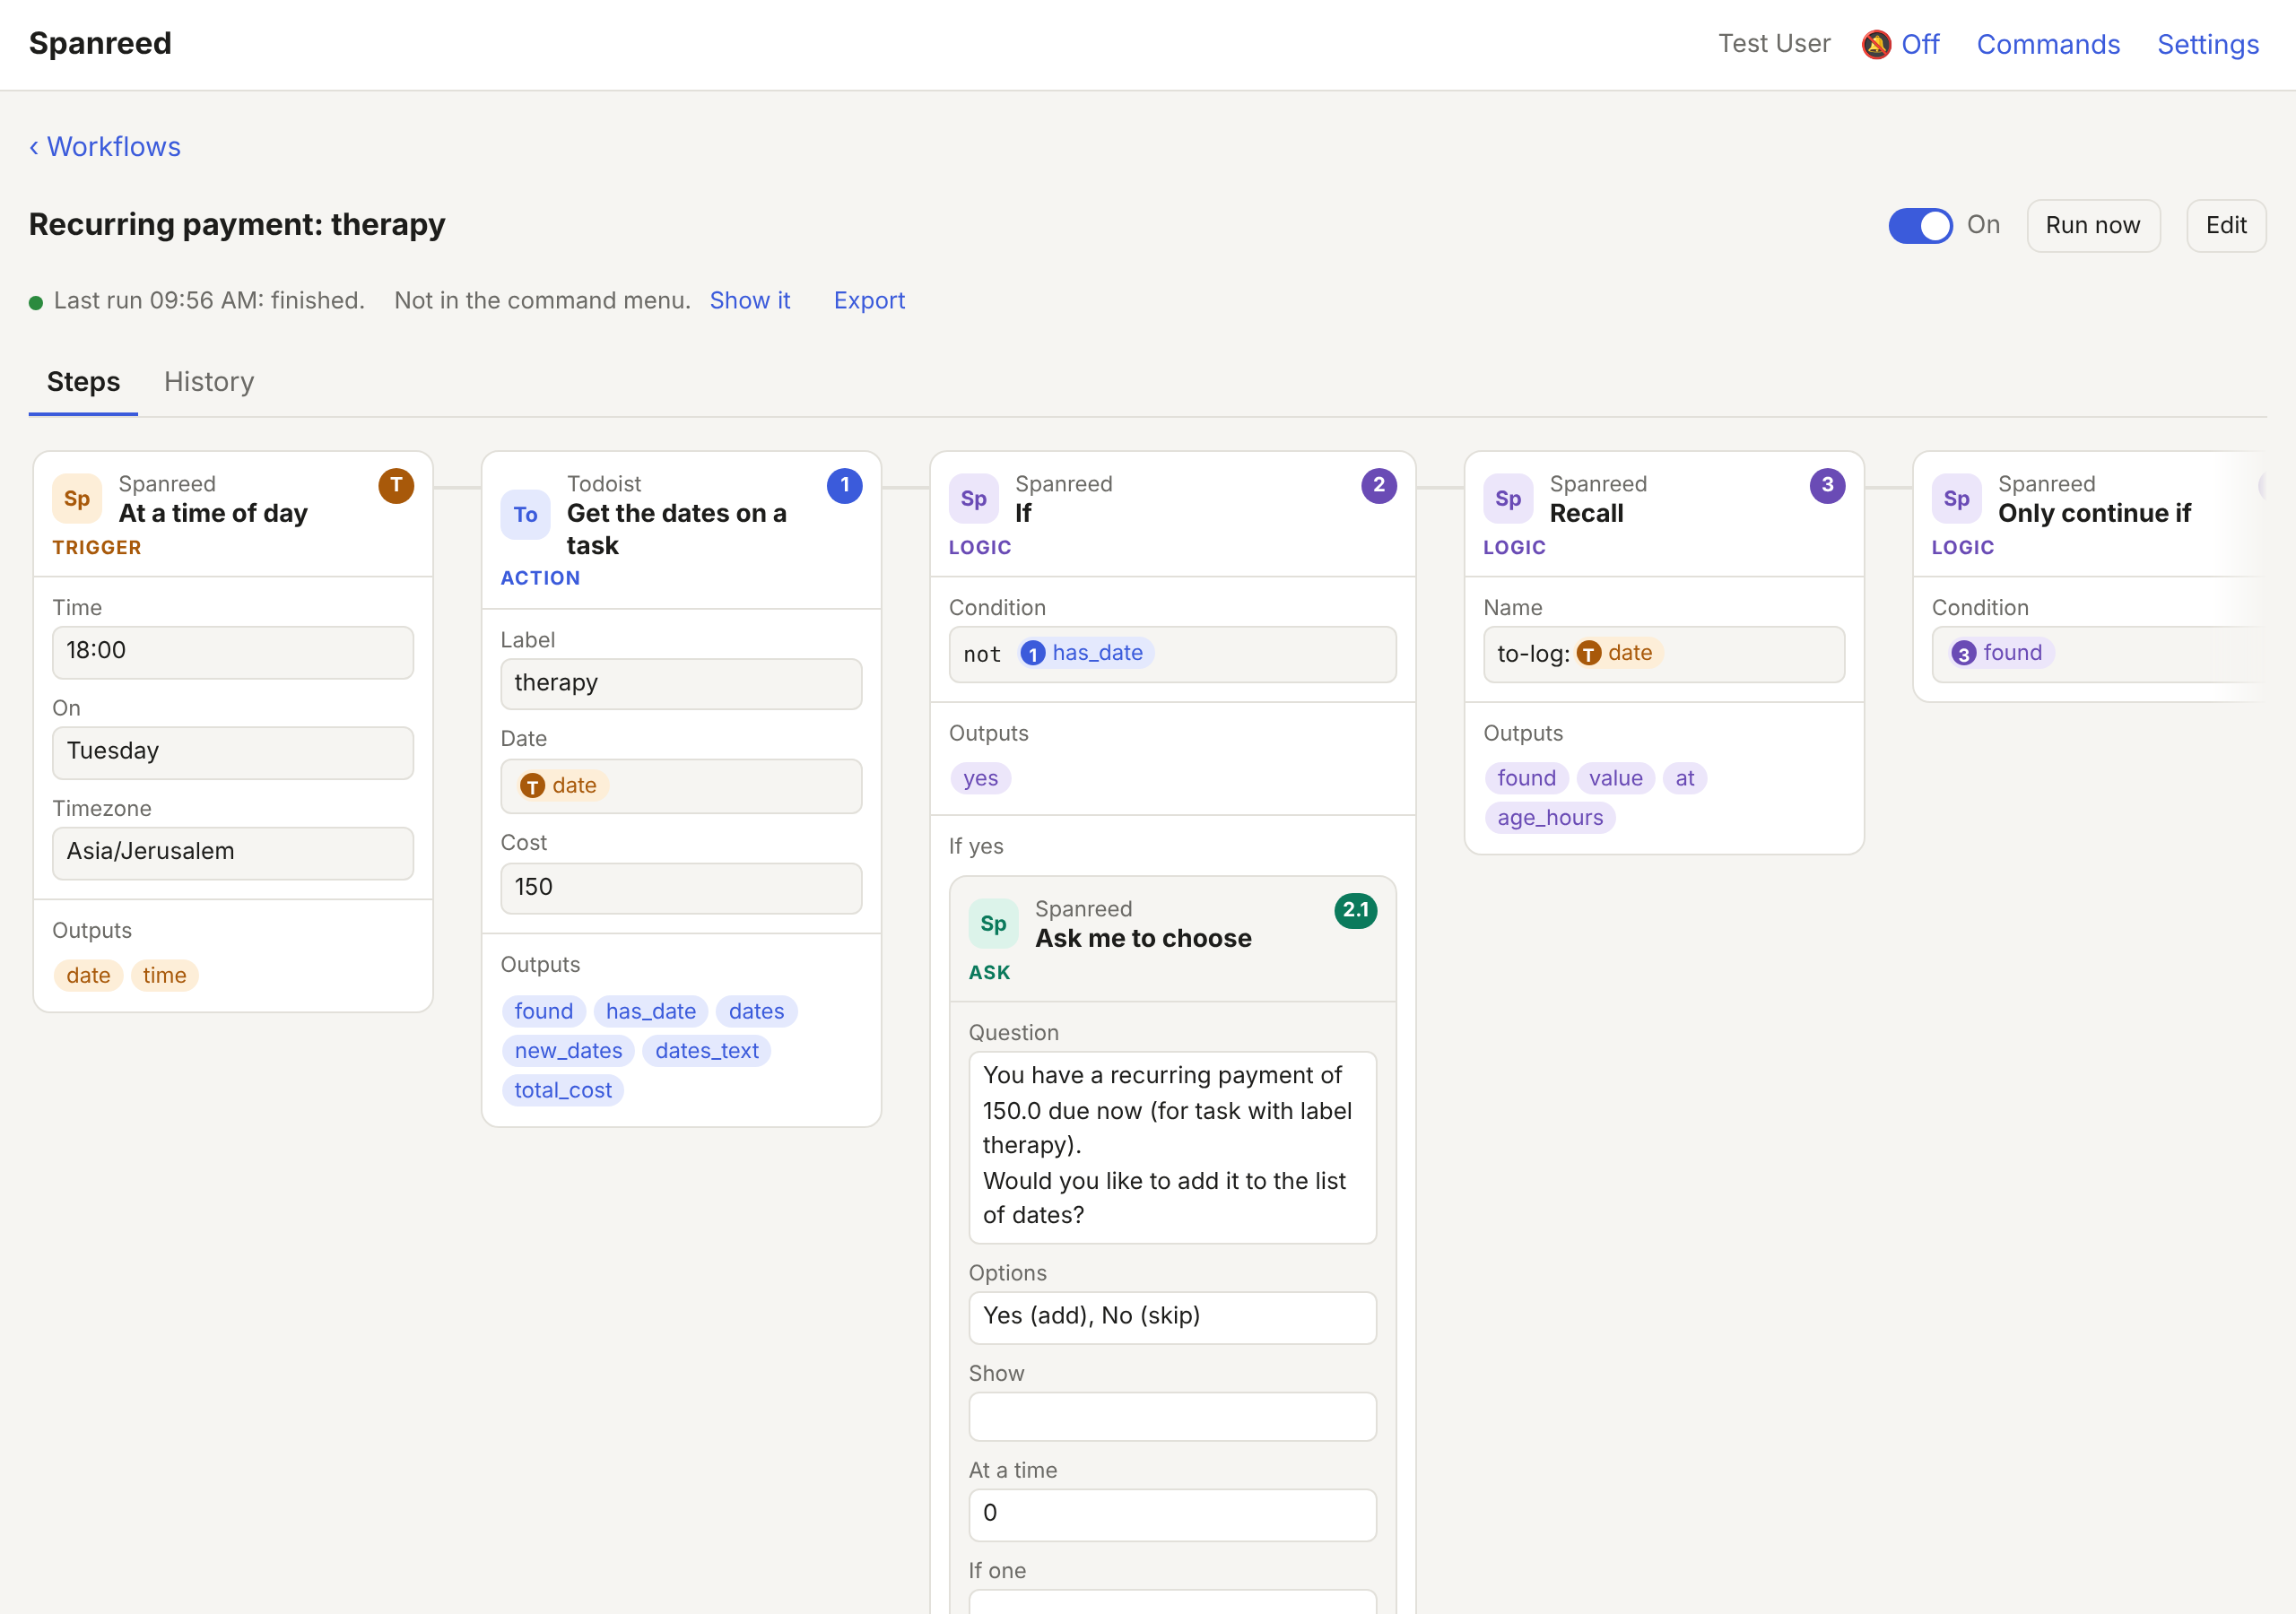 Spanreed
Test User
Off
Commands
Settings
‹ Workflows
Recurring payment: therapy
On
Run now
Edit
Last run 09:56 AM: finished.
Not in the command menu.
Show it
Export
Steps
History
Sp
Spanreed
At a time of day
T
TRIGGER
Time
18:00
On
Tuesday
Timezone
Asia/Jerusalem
Outputs
date
time
To
Todoist
Get the dates on a
task
1
ACTION
Label
therapy
Date
T date
Cost
150
Outputs
found
has_date
dates
new_dates
dates_text
total_cost
Sp
Spanreed
If
2
LOGIC
Condition
not 1 has_date
Outputs
yes
If yes
Sp
Spanreed
Ask me to choose
2.1
ASK
Question
You have a recurring payment of
150.0 due now (for task with label
therapy).
Would you like to add it to the list
of dates?
Options
Yes (add), No (skip)
Show
At a time
0
If one
Sp
Spanreed
Recall
3
LOGIC
Name
to-log: T date
Outputs
found
value
at
age_hours
Sp
Spanreed
Only continue if
LOGIC
Condition
3 found